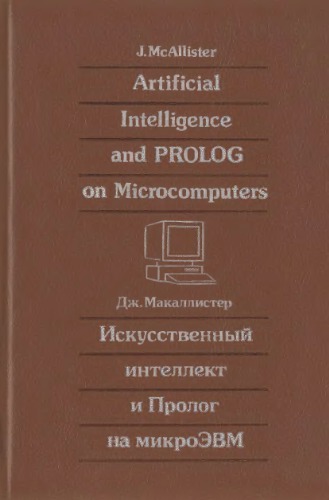 J. McAllister
Artificial
Intelligence
and PROLOG
on Microcomputers
Дж. Макаллистер
Искусственный
интеллект
и Пролог
на микроЭВМ